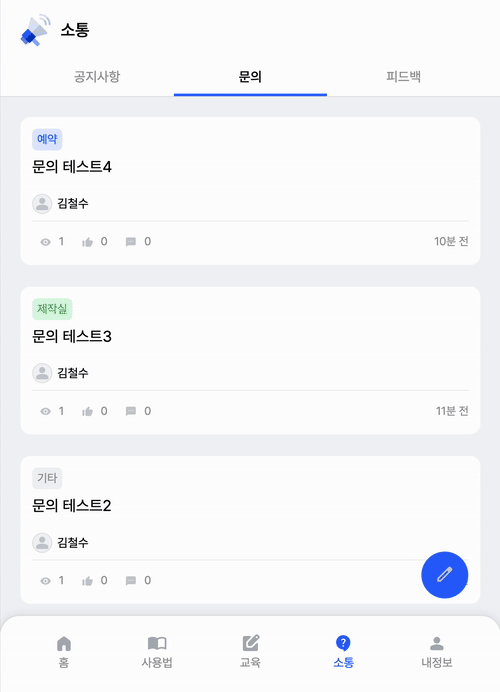 소통
공지사항 문의 피드백
예약
문의 테스트4
김철수
1 0 0 10분 전
제작실
문의 테스트3
김철수
1 0 0 11분 전
기타
문의 테스트2
김철수
1 0 0
홈 사용법 교육 소통 내정보